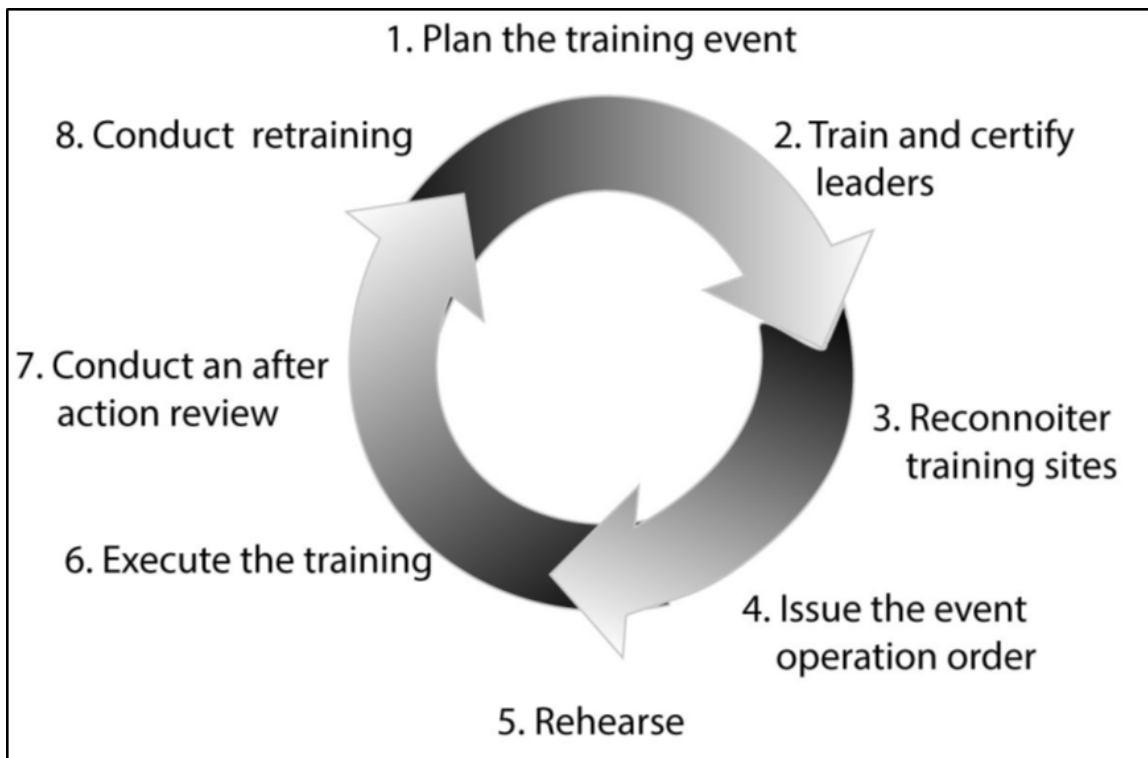 1. Plan the training event
2. Train and certify
leaders
3. Reconnoiter
training sites
4. Issue the event
operation order
5. Rehearse
6. Execute the training
7. Conduct an after
action review
8. Conduct retraining